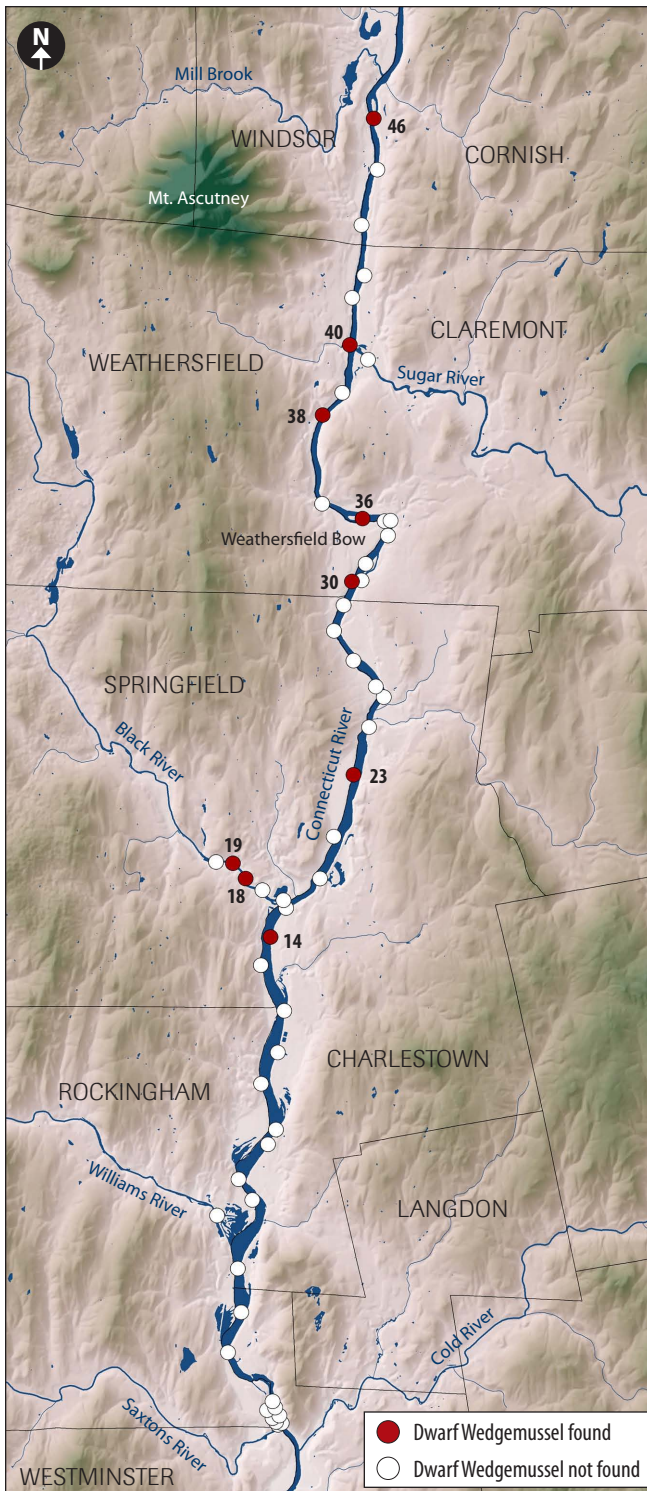 N
Mill Brook
46
WINDSOR
CORNISH
Mt. Ascutney
40
CLAREMONT
WEATHERSFIELD
Sugar River
38
36
Weathersfield Bow
30
SPRINGFIELD
Black River
Connecticut River
23
19
18
14
CHARLESTOWN
ROCKINGHAM
Williams River
LANGDON
Cold River
Saxtons River
Dwarf Wedgemussel found
Dwarf Wedgemussel not found
WESTMINSTER